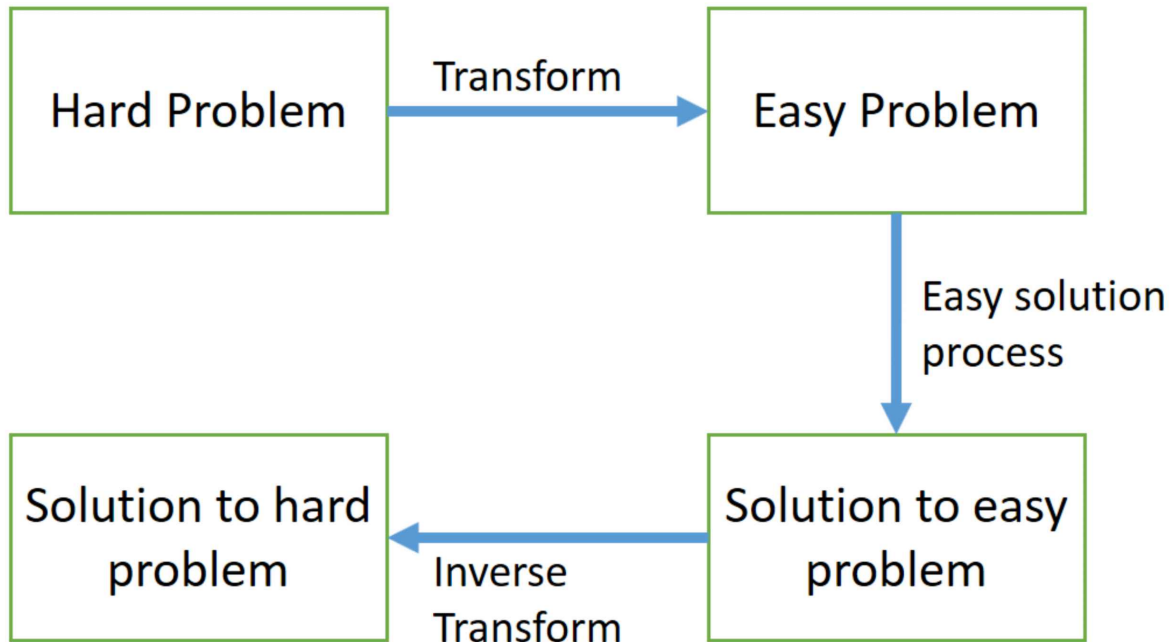 Hard Problem
Transform
Easy Problem
Easy solution
process
Solution to hard
problem
Inverse
Transform
Solution to easy
problem